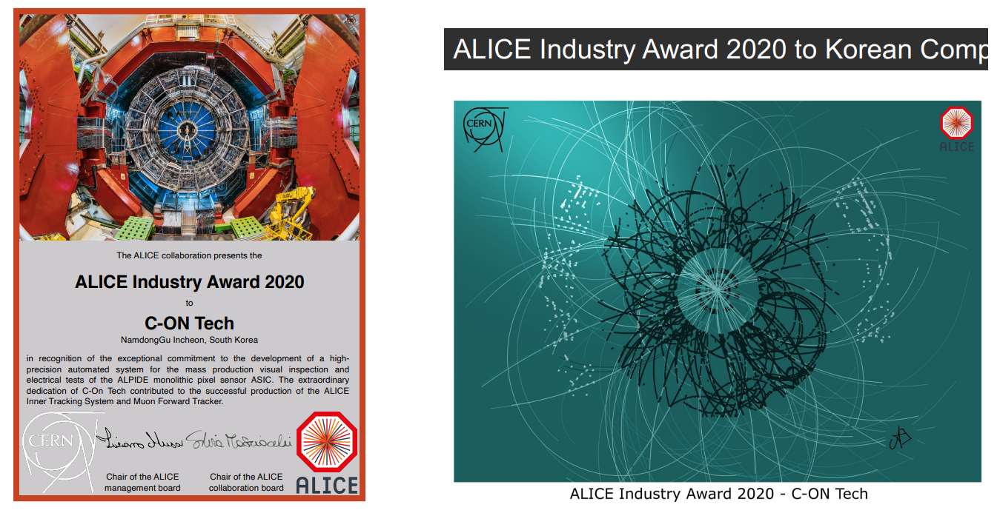 The ALICE collaboration presents the
ALICE Industry Award 2020
to
C-ON Tech
NamdongGu Incheon, South Korea
in recognition of the exceptional commitment to the development of a high-
precision automated system for the mass production visual inspection and
electrical tests of the ALPIDE monolithic pixel sensor ASIC. The extraordinary
dedication of C-On Tech contributed to the successful production of the ALICE
Inner Tracking System and Muon Forward Tracker.
CERN
Chair of the ALICE
management board
Chair of the ALICE
collaboration board
ALICE
ALICE Industry Award 2020 to Korean Comp
CERN
ALICE
ALICE Industry Award 2020 - C-ON Tech